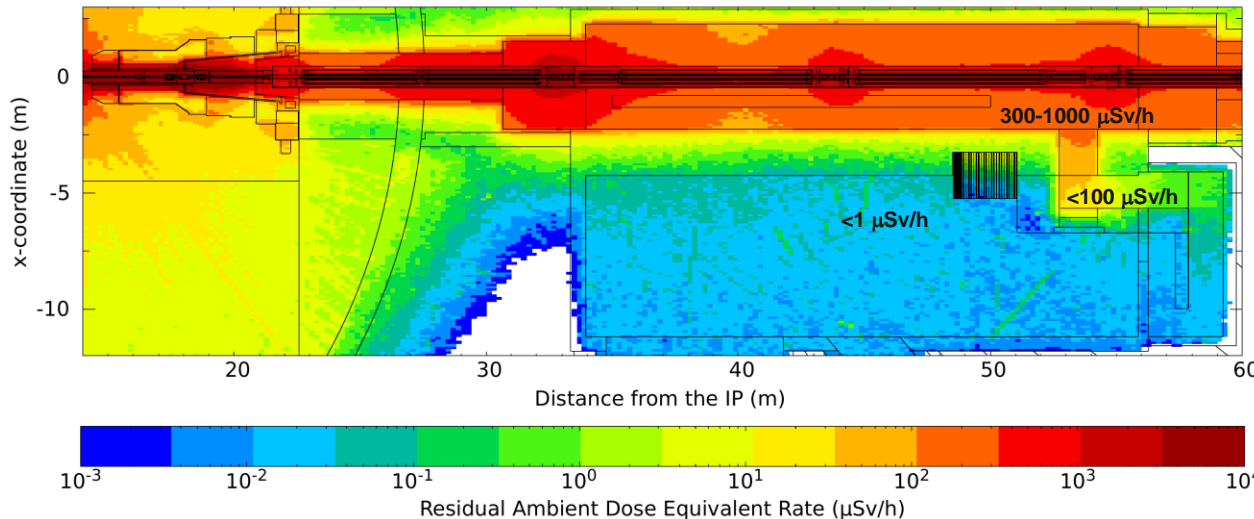 0
-5
-10
x-coordinate (m)
300-1000 μSv/h
<100 μSv/h
<1 μSv/h
20 30 40 50 60
Distance from the IP (m)
10⁻³ 10⁻² 10⁻¹ 10⁰ 10¹ 10² 10³
Residual Ambient Dose Equivalent Rate (μSv/h)